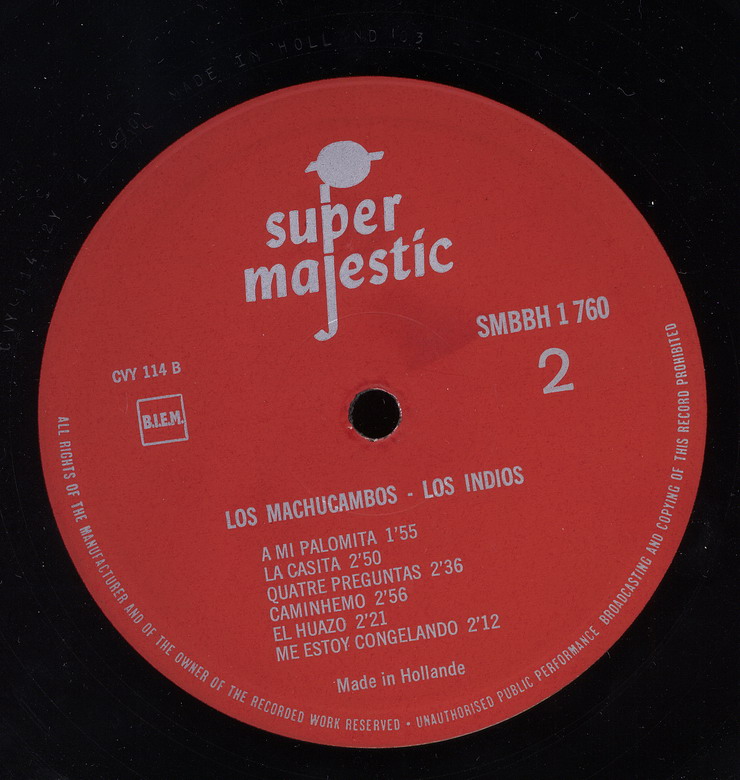 super
majestic
SMBBH 1 760
2
CVY 114 B
B.I.E.M.
LOS MACHUCAMBOS - LOS INDIOS
A MI PALOMITA 1'55
LA CASITA 2'50
QUATRE PREGUNTAS 2'36
CAMINHEMO 2'56
EL HUAZO 2'21
ME ESTOY CONGELANDO 2'12
Made in Hollande
ALL RIGHTS OF THE MANUFACTURER AND OF THE OWNER OF THE RECORDED WORK RESERVED • UNAUTHORISED PUBLIC PERFORMANCE BROADCASTING AND COPYING OF THIS RECORD PROHIBITED
MADE IN HOLLAND